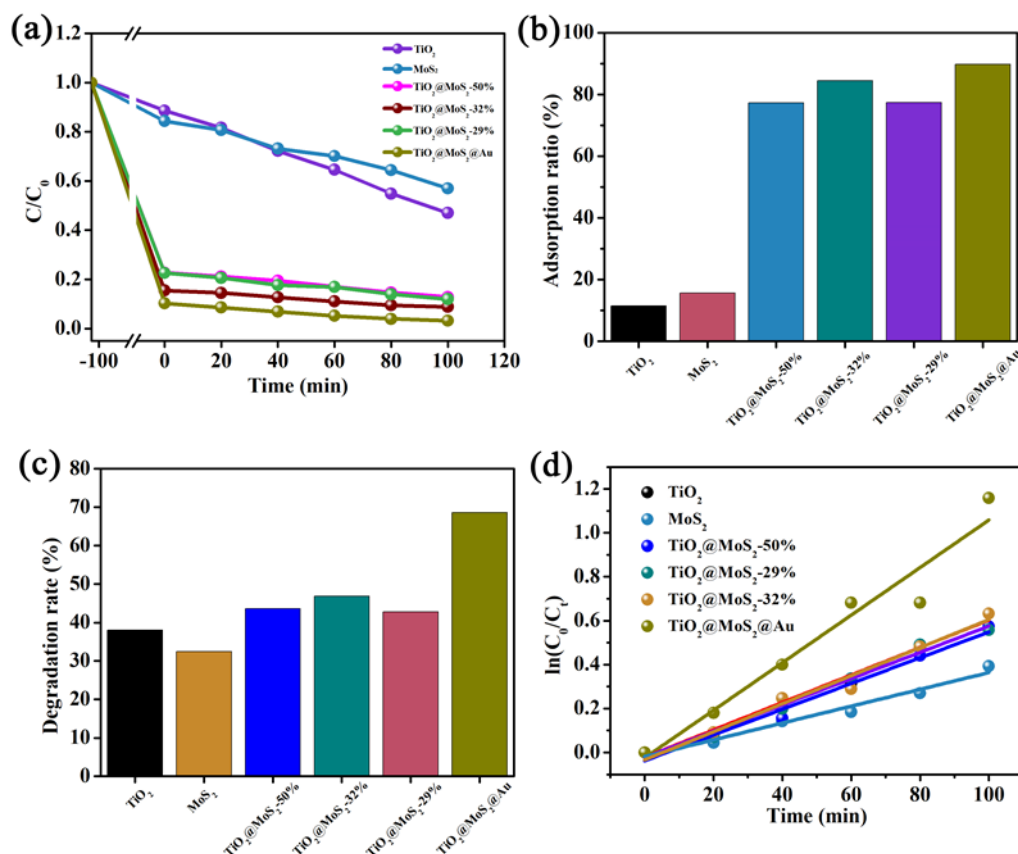 (a)
1.2
1.0
0.8
0.6
0.4
0.2
0.0
C/C₀
-100 0 20 40 60 80 100 120
Time (min)
TiO₂
MoS₂
TiO₂@MoS₂-50%
TiO₂@MoS₂-32%
TiO₂@MoS₂-29%
TiO₂@MoS₂@Au
(b)
100
80
60
40
20
0
Adsorption ratio (%)
TiO₂
MoS₂
TiO₂@MoS₂-50%
TiO₂@MoS₂-32%
TiO₂@MoS₂-29%
TiO₂@MoS₂@Au
(c)
80
70
60
50
40
30
20
10
0
Degradation rate (%)
TiO₂
MoS₂
TiO₂@MoS₂-50%
TiO₂@MoS₂-32%
TiO₂@MoS₂-29%
TiO₂@MoS₂@Au
(d)
1.2
1.0
0.8
0.6
0.4
0.2
0.0
ln(C₀/Cₜ)
0 20 40 60 80 100
Time (min)
TiO₂
MoS₂
TiO₂@MoS₂-50%
TiO₂@MoS₂-29%
TiO₂@MoS₂-32%
TiO₂@MoS₂@Au